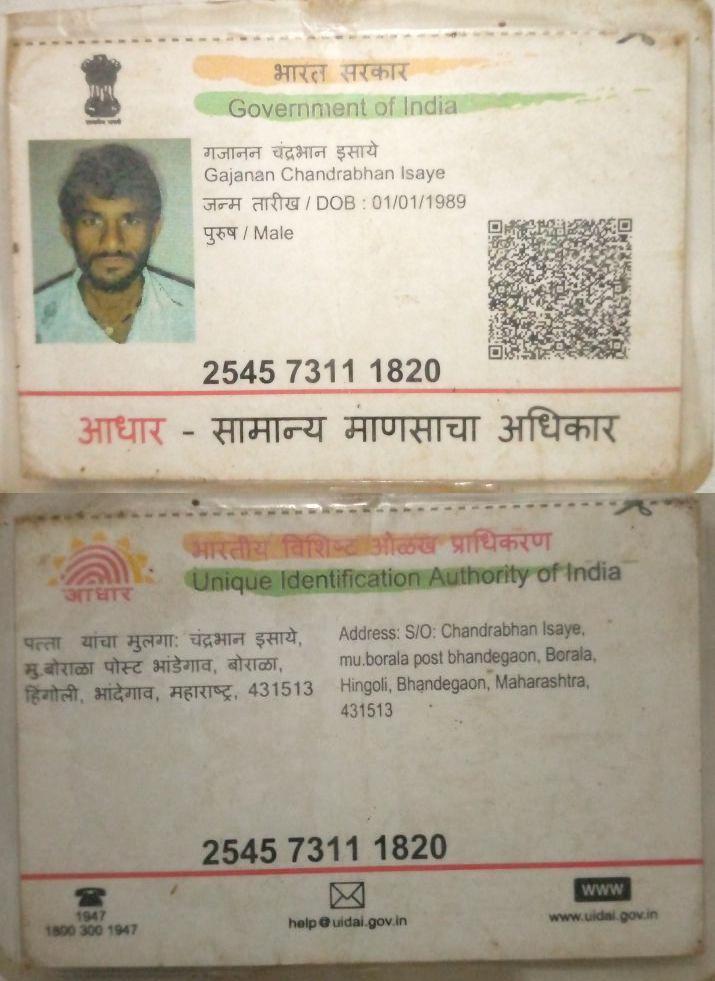 भारत सरकार
Government of India
गजानन चंद्रभान इसाये
Gajanan Chandrabhan Isaye
जन्म तारीख / DOB : 01/01/1989
पुरुष / Male
2545 7311 1820
आधार - सामान्य माणसाचा अधिकार
भारतीय विशिष्ट ओळख प्राधिकरण
Unique Identification Authority of India
आधार
पत्ता यांचा मुलगा: चंद्रभान इसाये,
मु.बोराळा पोस्ट भांडेगाव, बोराळा,
हिंगोली, भांदेगाव, महाराष्ट्र, 431513
Address: S/O: Chandrabhan Isaye,
mu.borala post bhandegaon, Borala,
Hingoli, Bhandegaon, Maharashtra,
431513
2545 7311 1820
1947
1800 300 1947
help@uidai.gov.in
www
www.uidai.gov.in